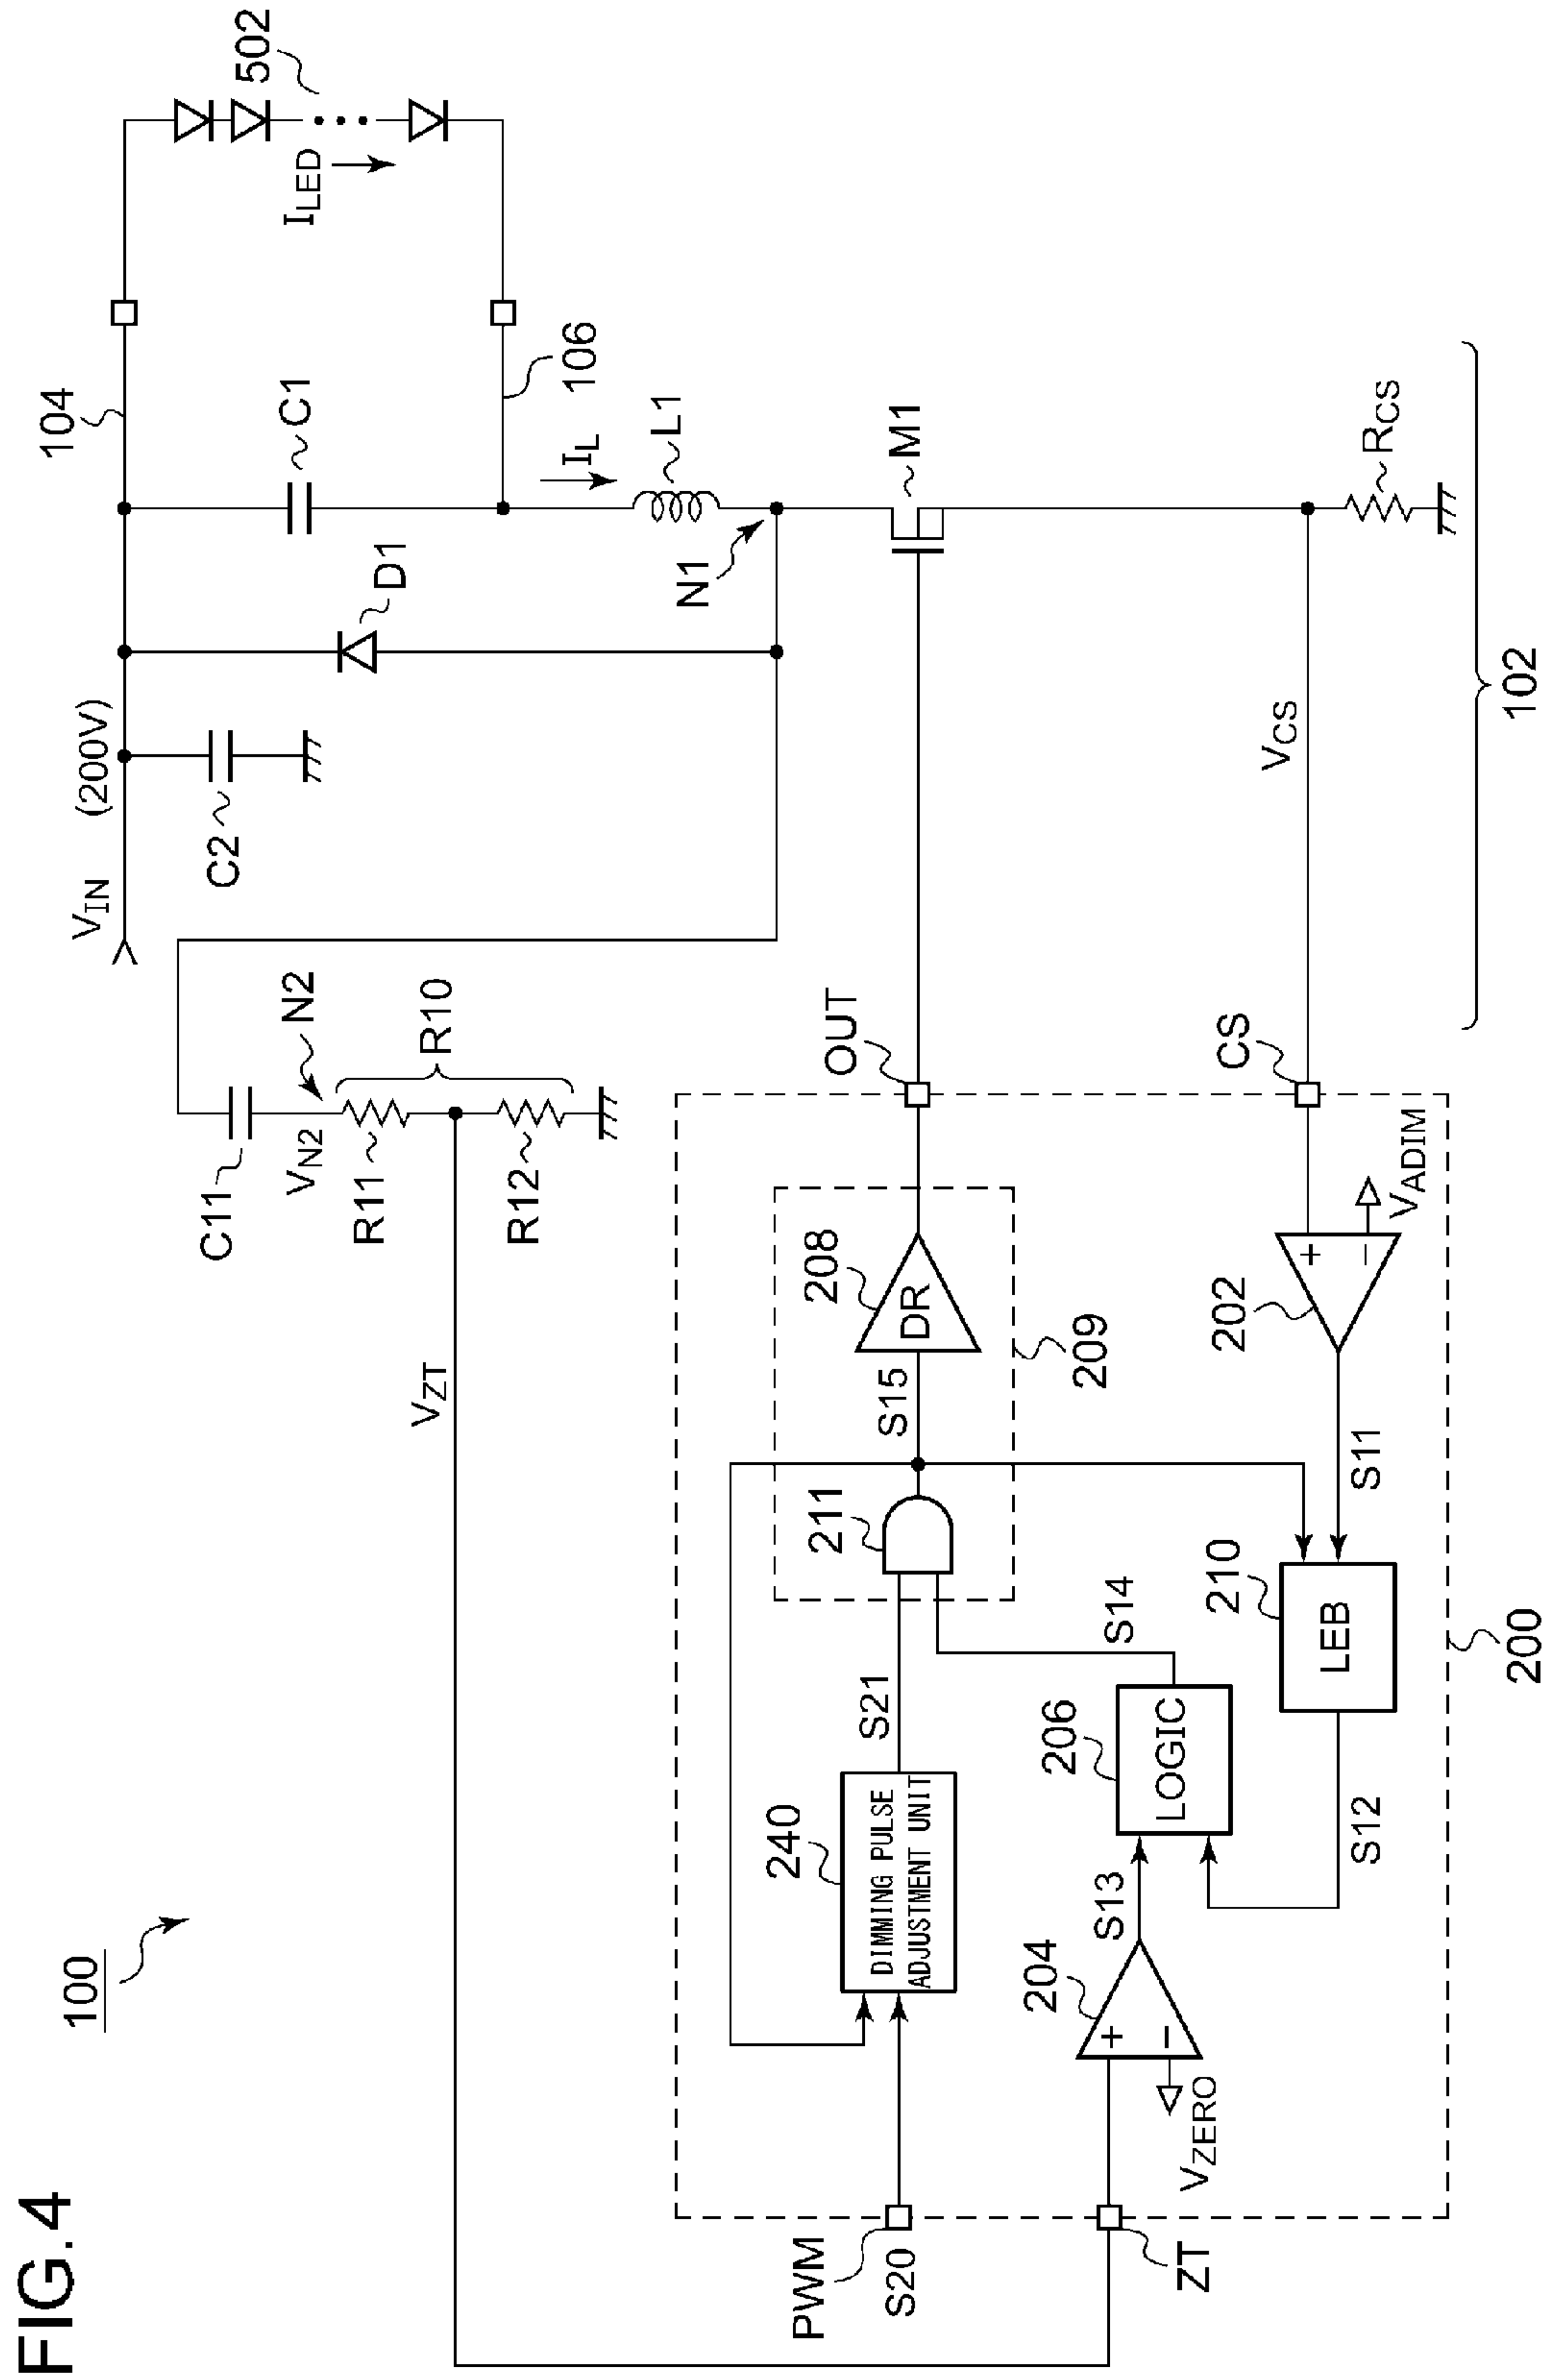 FIG.4
100
VIN (200V)
104
C2
D1
C1
502
ILED
106
IL
L1
N1
M1
RCS
VCS
102
C11
N2
VN2
R11
R10
R12
VZT
OUT
CS
208
DR
209
S15
211
S21
240
DIMMING PULSE
ADJUSTMENT UNIT
PWM
S20
S14
206
LOGIC
S13
204
+
−
VZERO
ZT
210
LEB
S12
S11
202
+
−
VADIM
200